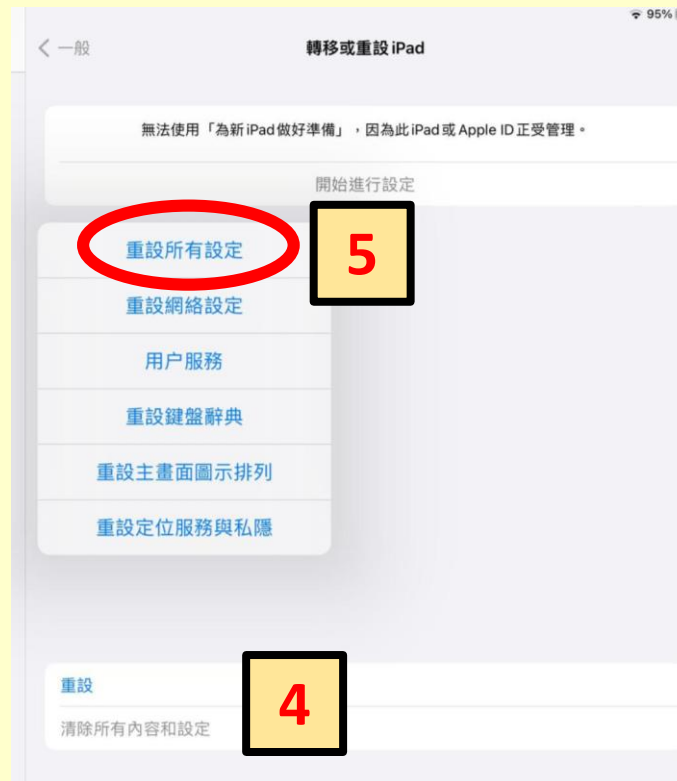 95%
一般
轉移或重設 iPad
無法使用「為新 iPad 做好準備」，因為此 iPad 或 Apple ID 正受管理。
開始進行設定
重設所有設定
5
重設網絡設定
用户服務
重設鍵盤辭典
重設主畫面圖示排列
重設定位服務與私隱
重設
4
清除所有內容和設定